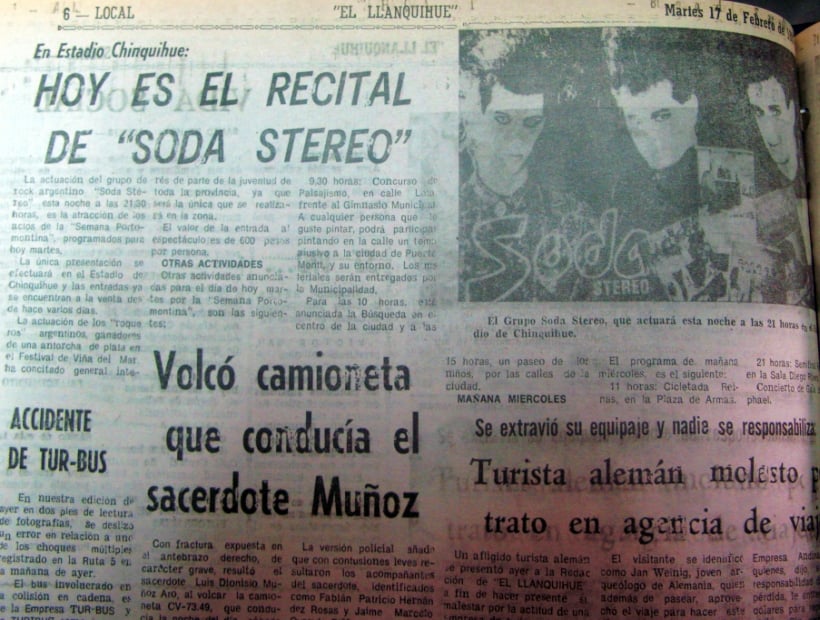 6 — LOCAL
"EL LLANQUIHUE"
Martes 17 de Febrero de
En Estadio Chinquihue:
HOY ES EL RECITAL
DE "SODA STEREO"
La actuación del grupo de
rock argentino "Soda Sté-
reo" esta noche a las 21.30
horas, es la atracción de los
actos de la "Semana Porto-
montina", programados para
hoy martes.
La única presentación se
efectuará en el Estadio de
Chinquihue y las entradas ya
se encuentran a la venta des
de hace varios días.
La actuación de los "roque
ros" argentinos, ganadores
de una antorcha de plata en
el Festival de Viña del Mar,
ha concitado general inte-
rés de parte de la juventud de
toda la provincia, ya que
será la única que se realiza-
rá en la zona.
El valor de la entrada al
espectáculo es de 600 pesos
por persona.
OTRAS ACTIVIDADES
Otras actividades anuncia-
das para el día de hoy mar-
tes por la "Semana Porto-
montina", son las siguien-
tes:
9.30 horas: Concurso de
Paisajismo, en calle
frente al Gimnasio Municipal
A cualquier persona que le
guste pintar, podrá participar
pintando en la calle un tema
alusivo a la ciudad de Puerto
Montt, y su entorno. Los ma-
teriales serán entregados por
la Municipalidad.
Para las 10 horas, está
anunciada la Búsqueda en el
centro de la ciudad y a las
Soda
STEREO
El Grupo Soda Stereo, que actuará esta noche a las 21 horas en el
dio de Chinquihue.
15 horas, un paseo de los
niños, por las calles de la
ciudad.
MAÑANA MIERCOLES
El programa de mañana
miércoles, es el siguiente:
11 horas: Cicletada Rei-
nas, en la Plaza de Armas.
21 horas:
en la Sala Diego
Concierto de Gala
phael.
ACCIDENTE
DE TUR-BUS
En nuestra edición de
ayer en dos pies de lectura
de fotografías, se deslizó
un error en relación a uno
de los choques múltiples
registrado en la Ruta 5 en
la mañana de ayer.
El bus involucrado en
colisión en cadena, es
de la Empresa TUR-BUS y
Volcó camioneta
que conducía el
sacerdote Muñoz
Con fractura expuesta en
el antebrazo derecho, de
carácter grave, resultó el
sacerdote Luis Dionisio Mu-
ñoz Aro, al volcar la camio-
neta CV-73.49, que condu-
La versión policial añade
que con contusiones leves re-
sultaron los acompañantes
del sacerdote, identificados
como Fabián Patricio Hernán
dez Rosas y Jaime Marcelo
Se extravió su equipaje y nadie se responsabiliza
Turista alemán molesto
trato en agencia de
Un afligido turista alemán
se presentó ayer a la Redac
ción de "EL LLANQUIHUE"
a fin de hacer presente su
malestar por la actitud de una
El visitante se identificó
como Jan Weing, joven ar-
queólogo de Alemania, quien
además de pasear, aprove-
chó el viaje para hacer este
Empresa
quienes, dijo,
responsabilidad
pérdida, le
dólares para